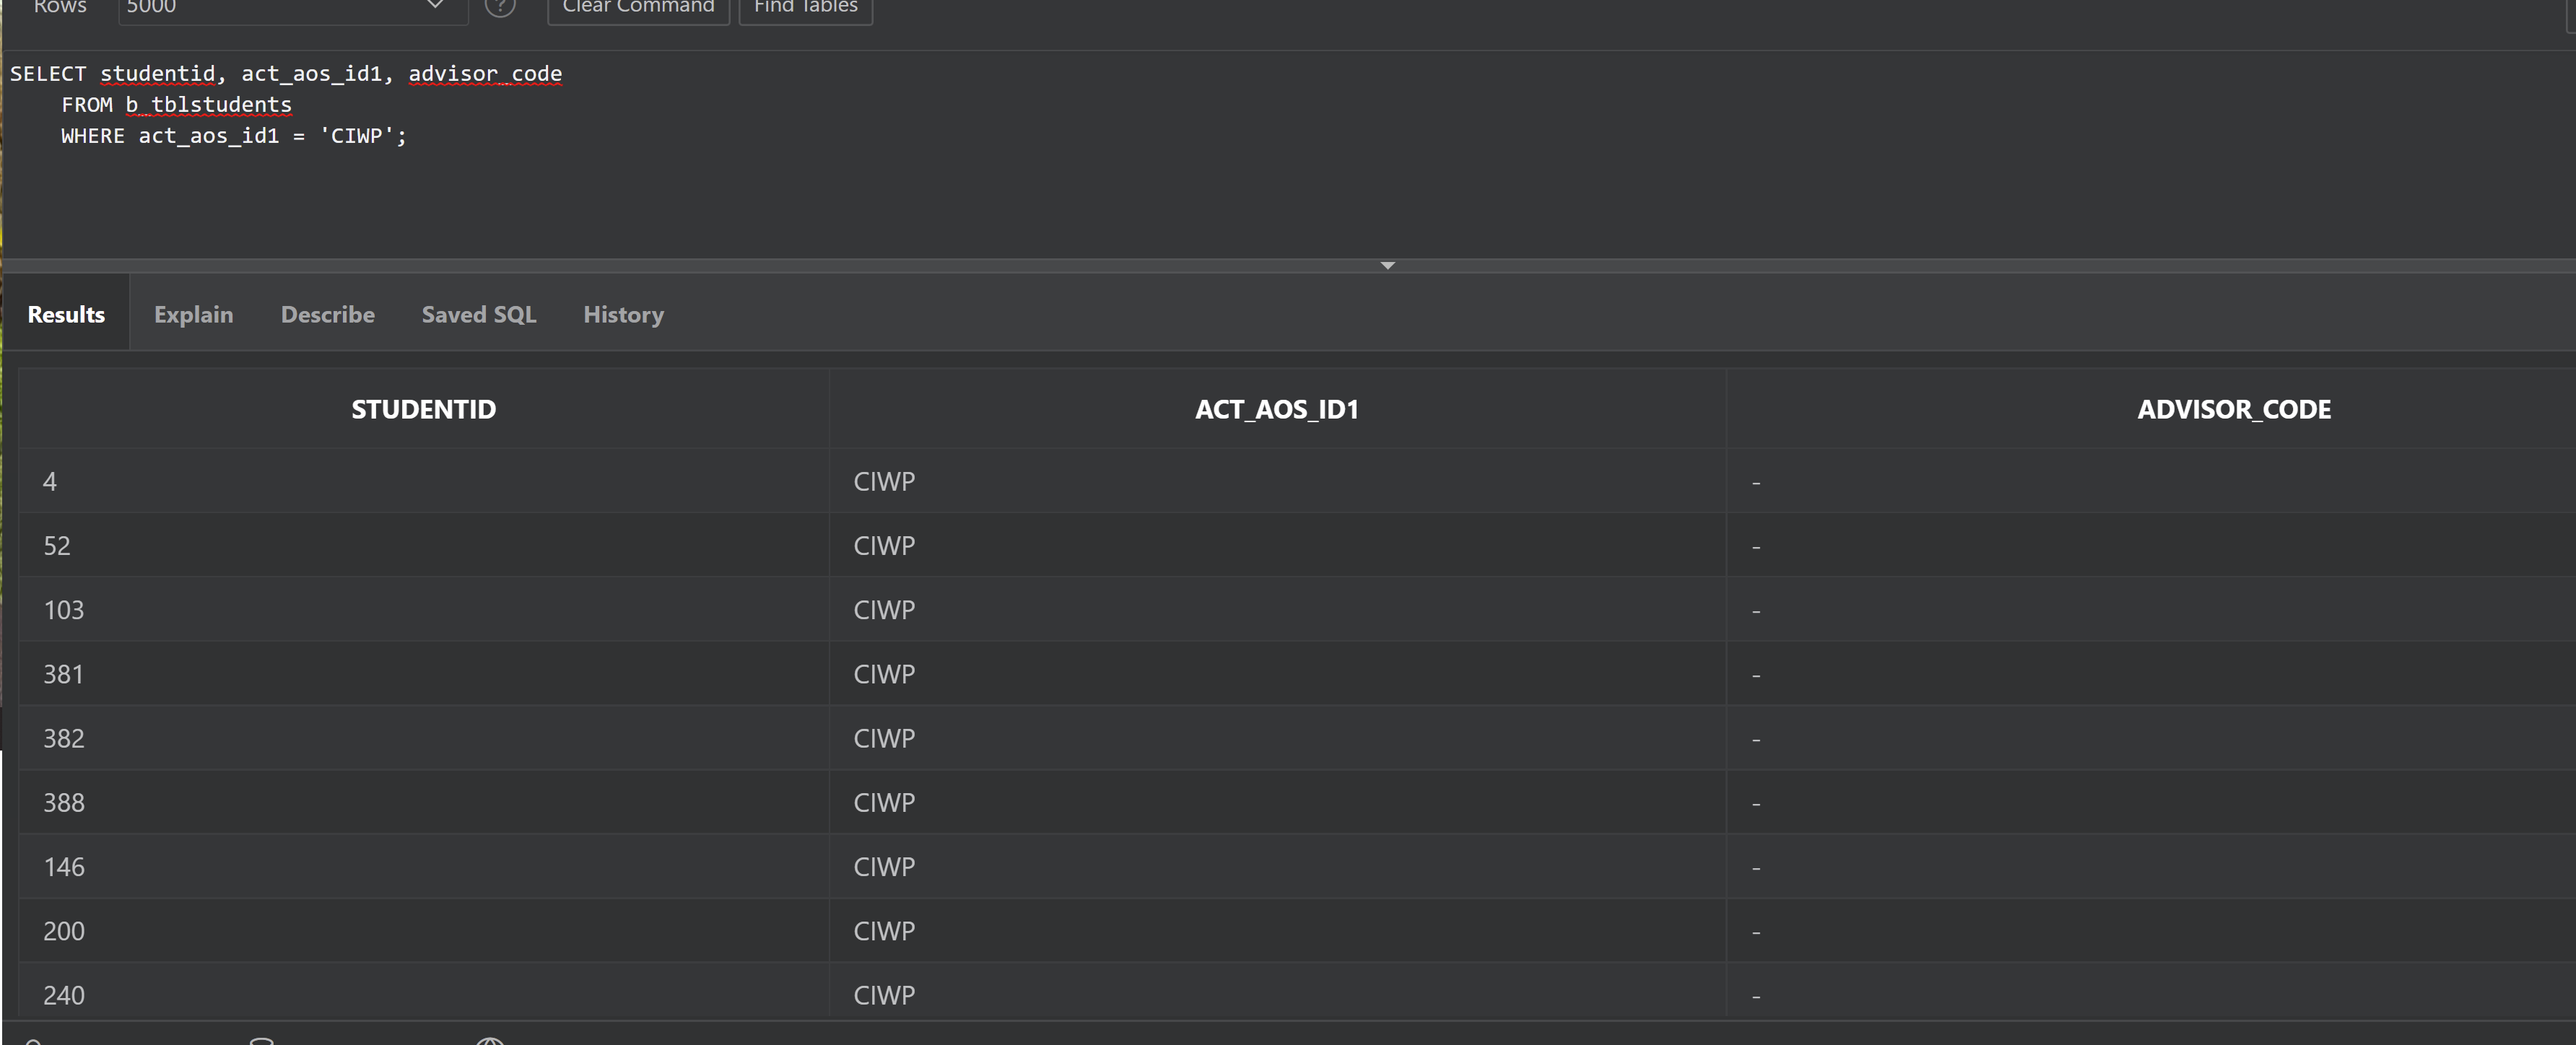 Rows 5000 ? Clear Command Find Tables
SELECT studentid, act_aos_id1, advisor_code
FROM b_tblstudents
WHERE act_aos_id1 = 'CIWP';
Results Explain Describe Saved SQL History
STUDENTID ACT_AOS_ID1 ADVISOR_CODE
4 CIWP -
52 CIWP -
103 CIWP -
381 CIWP -
382 CIWP -
388 CIWP -
146 CIWP -
200 CIWP -
240 CIWP -